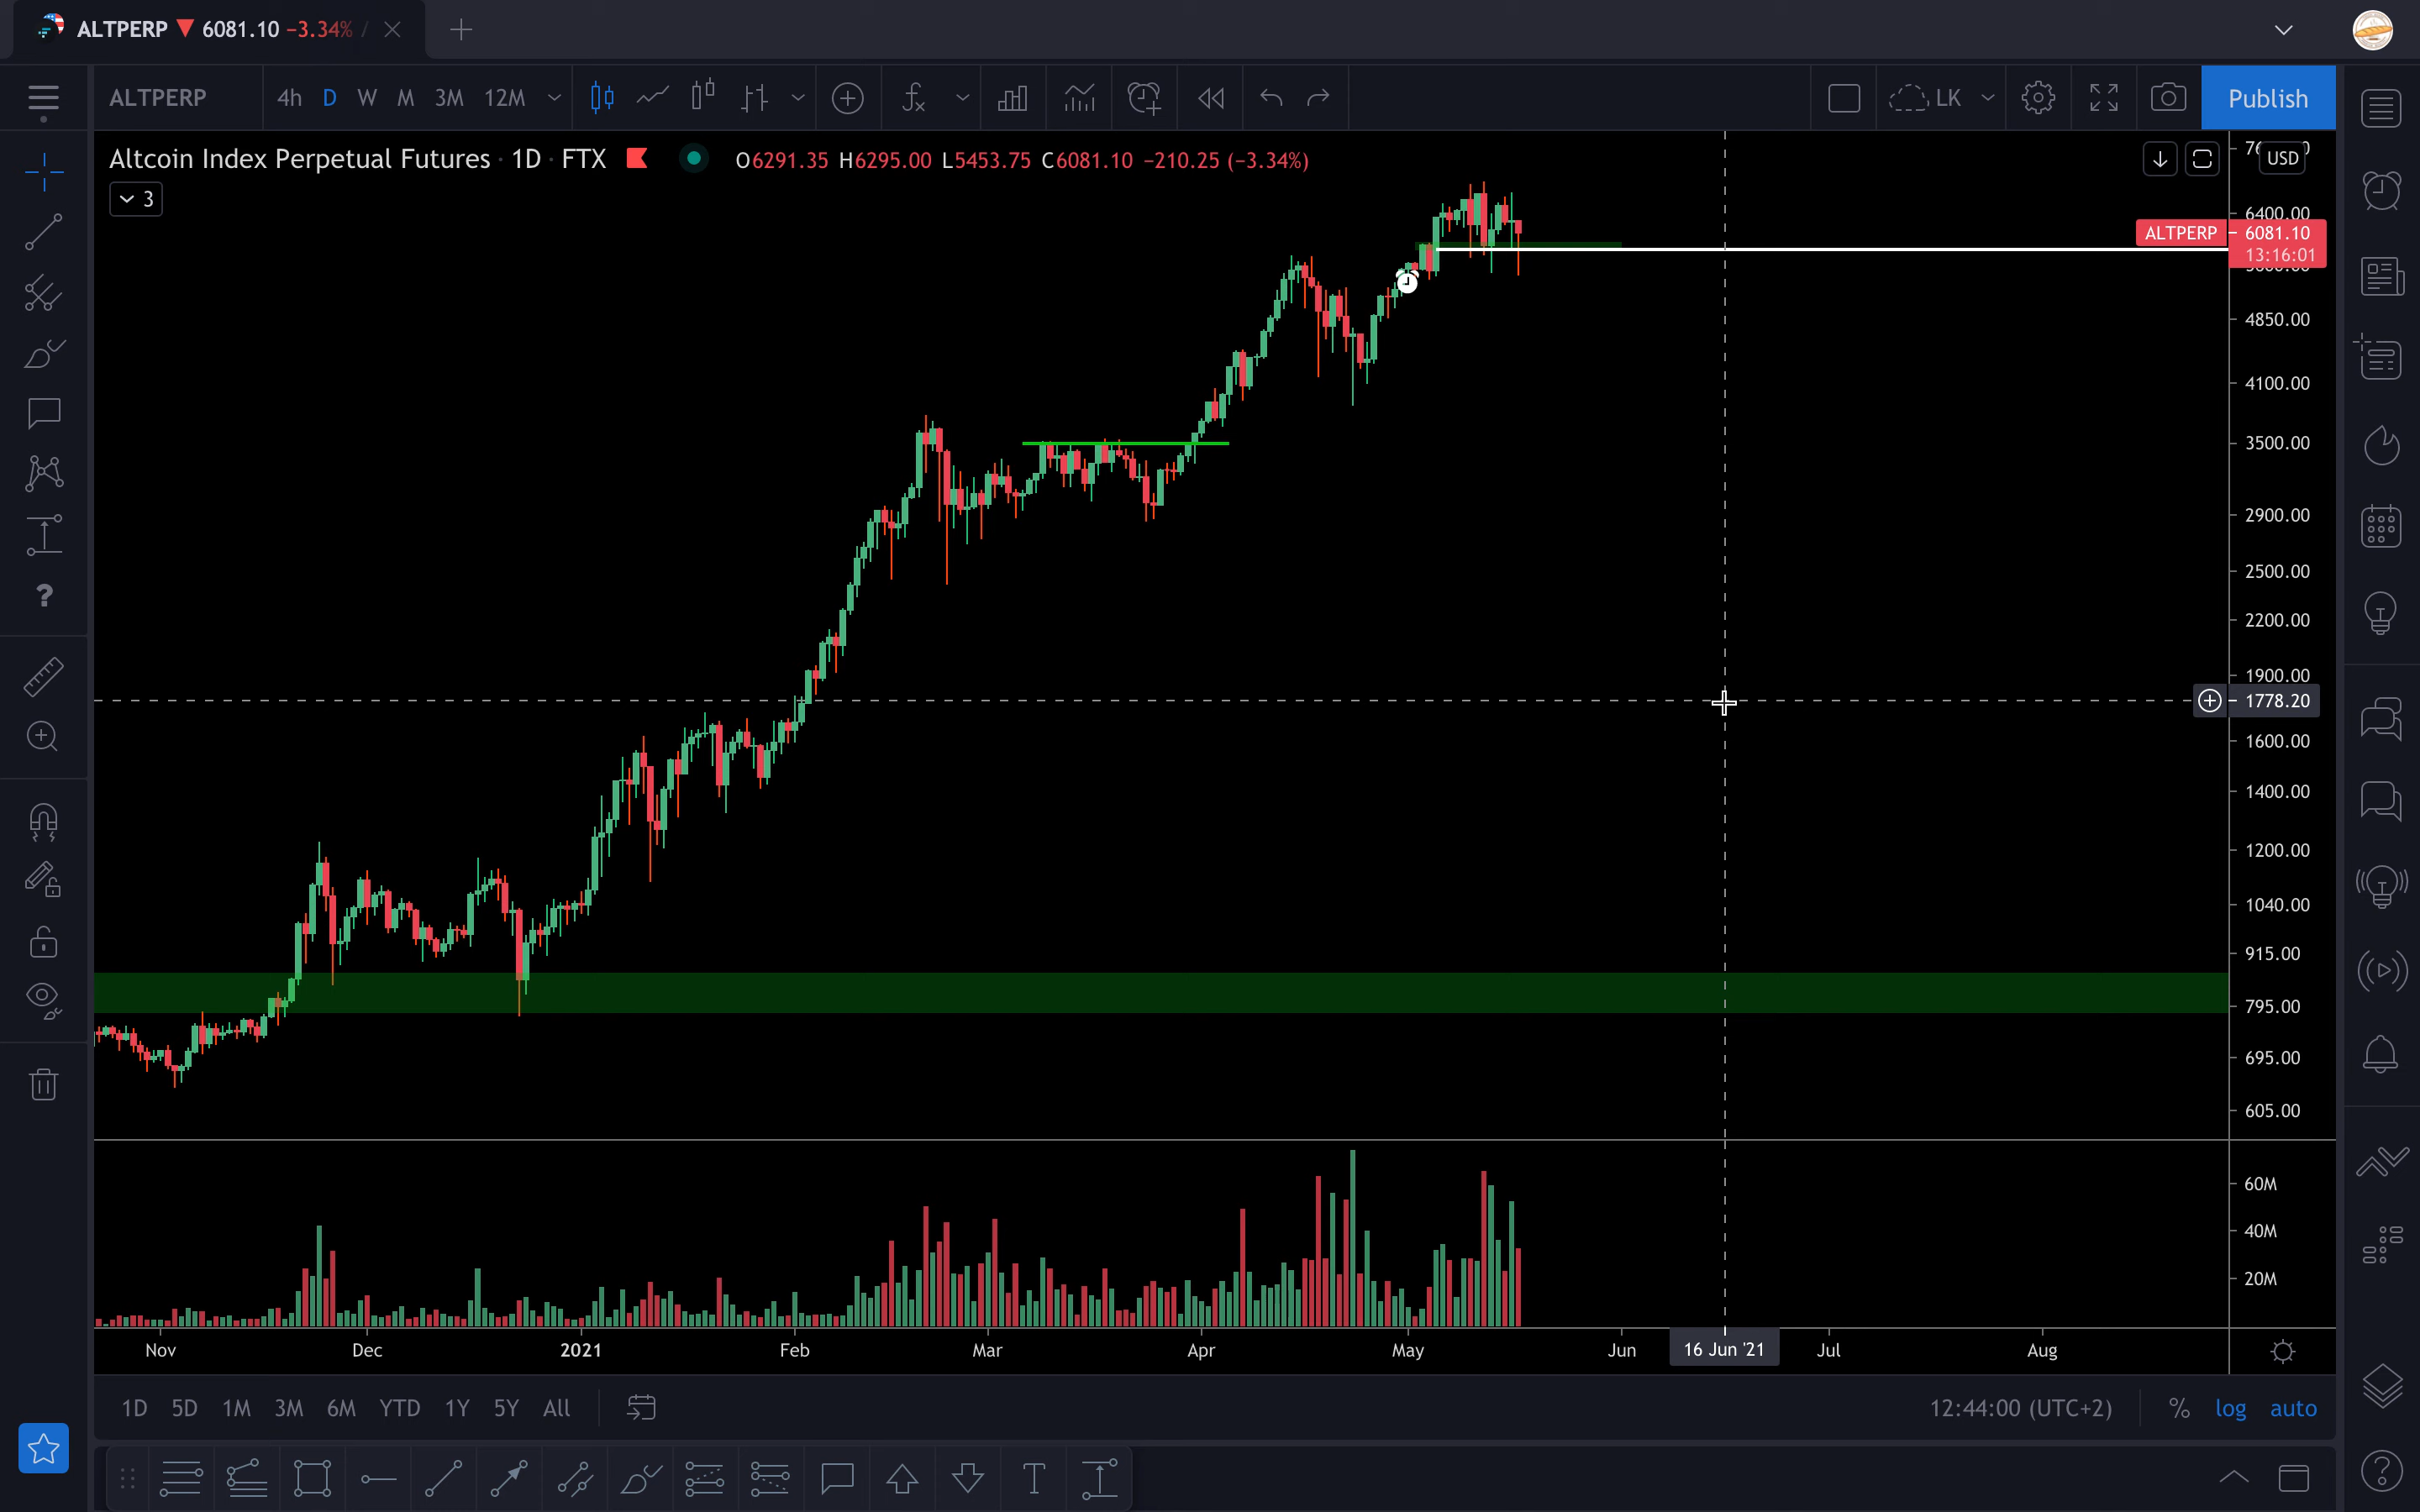 ALTPERP 6081.10 −3.34% /
ALTPERP 4h D W M 3M 12M LK Publish
Altcoin Index Perpetual Futures · 1D · FTX O6291.35 H6295.00 L5453.75 C6081.10 −210.25 (−3.34%)
3
USD
6400.00
ALTPERP 6081.10
13:16:01
4850.00
4100.00
3500.00
2900.00
2500.00
2200.00
1900.00
1778.20
1600.00
1400.00
1200.00
1040.00
915.00
795.00
695.00
605.00
60M
40M
20M
Nov Dec 2021 Feb Mar Apr May Jun 16 Jun '21 Jul Aug
1D 5D 1M 3M 6M YTD 1Y 5Y All 12:44:00 (UTC+2) % log auto